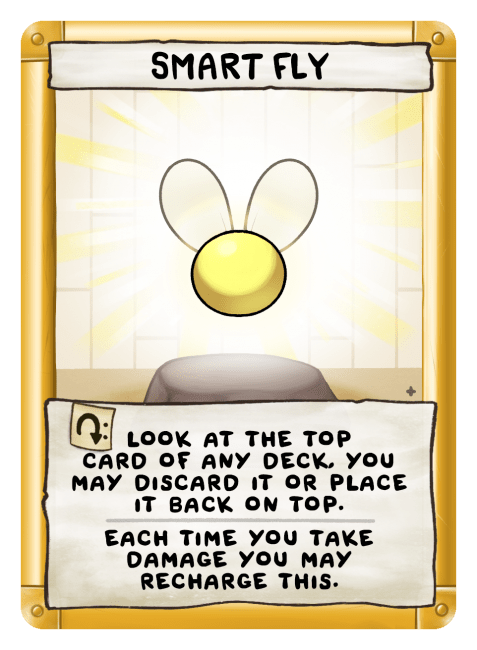 SMART FLY
LOOK AT THE TOP
CARD OF ANY DECK. YOU
MAY DISCARD IT OR PLACE
IT BACK ON TOP.
EACH TIME YOU TAKE
DAMAGE YOU MAY
RECHARGE THIS.